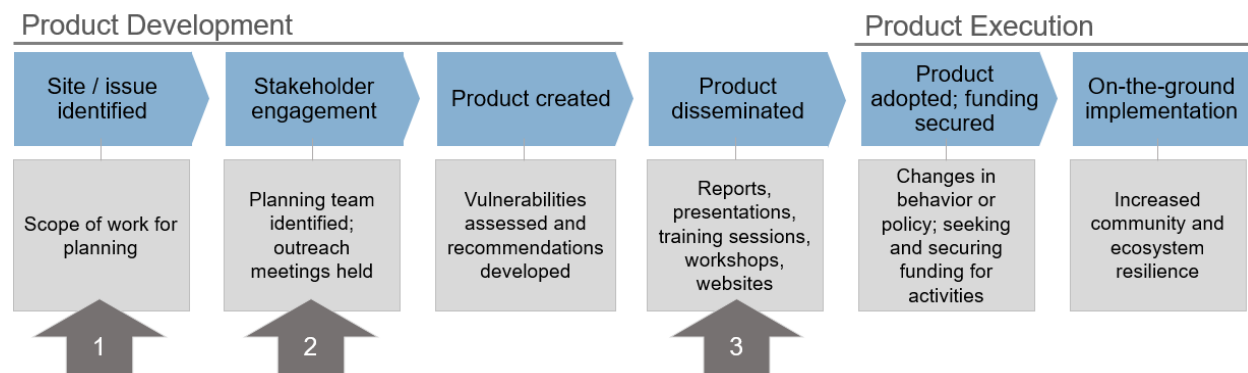 Product Development
Product Execution
Site / issue
identified
Stakeholder
engagement
Product created
Product
disseminated
Product
adopted; funding
secured
On-the-ground
implementation
Scope of work for
planning
Planning team
identified;
outreach
meetings held
Vulnerabilities
assessed and
recommendations
developed
Reports,
presentations,
training sessions,
workshops,
websites
Changes in
behavior or
policy; seeking
and securing
funding for
activities
Increased
community and
ecosystem
resilience
1
2
3